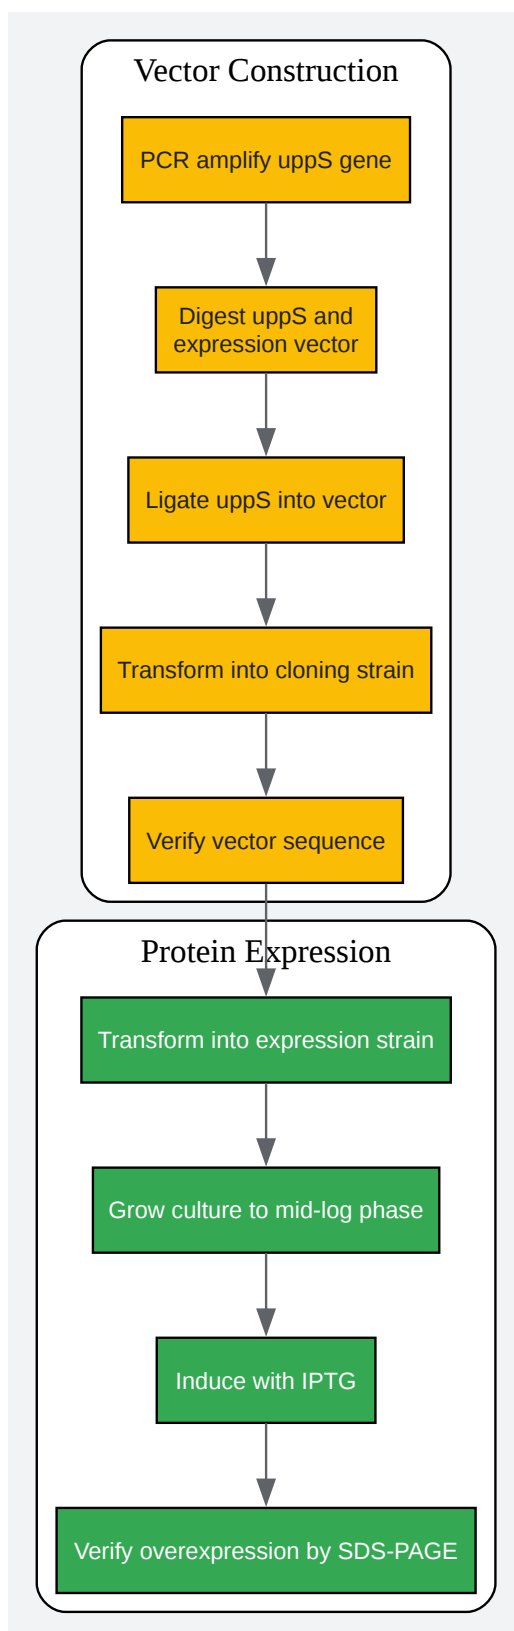 Vector Construction
PCR amplify uppS gene
Digest uppS and
expression vector
Ligate uppS into vector
Transform into cloning strain
Verify vector sequence
Protein Expression
Transform into expression strain
Grow culture to mid-log phase
Induce with IPTG
Verify overexpression by SDS-PAGE